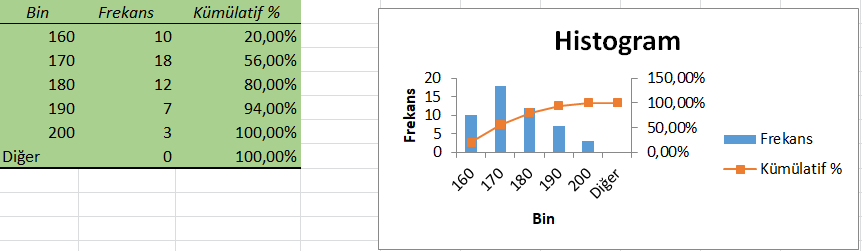 Bin Frekans Kümülatif %
160 10 20,00%
170 18 56,00%
180 12 80,00%
190 7 94,00%
200 3 100,00%
Diğer 0 100,00%
Histogram
Frekans
20
15
10
5
0
150,00%
100,00%
50,00%
0,00%
160 170 180 190 200 Diğer
Bin
Frekans
Kümülatif %